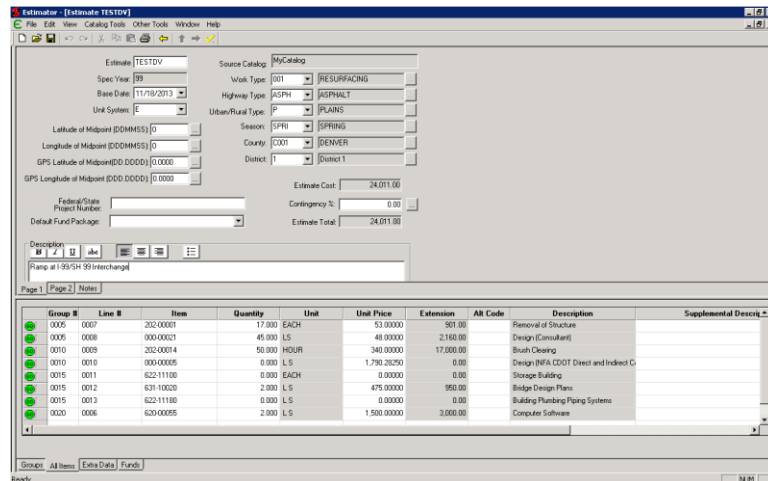 Estimator - [Estimate TESTDV]
File Edit View Catalog Tools Other Tools Window Help
Estimate: TESTDV
Spec Year: 99
Base Date: 11/18/2013
Unit System: E
Latitude of Midpoint (DDMMSS): 0
Longitude of Midpoint (DDDMMSS): 0
GPS Latitude of Midpoint(DD.DDDD): 0.0000
GPS Longitude of Midpoint (DDD.DDDD): 0.0000
Federal/State Project Number:
Default Fund Package:
Source Catalog: MyCatalog
Work Type: 001 RESURFACING
Highway Type: ASPH ASPHALT
Urban/Rural Type: P PLAINS
Season: SPRI SPRING
County: C001 DENVER
District: 1 District 1
Estimate Cost: 24,011.00
Contingency %: 0.00
Estimate Total: 24,011.00
Description
B I U abc
Ramp at I-99/SH 99 Interchange
Page 1 Page 2 Notes
Group # Line # Item Quantity Unit Unit Price Extension Alt Code Description Supplemental Descrip
0005 0007 202-00001 17.000 EACH 53.00000 901.00 Removal of Structure
0005 0008 000-00021 45.000 LS 48.00000 2,160.00 Design (Consultant)
0010 0009 202-00014 50.000 HOUR 340.00000 17,000.00 Brush Clearing
0010 0010 000-00005 0.000 L S 1,790.28250 0.00 Design (NFA CDOT Direct and Indirect C
0015 0011 622-11100 0.000 EACH 0.00000 0.00 Storage Building
0015 0012 631-10020 2.000 L S 475.00000 950.00 Bridge Design Plans
0015 0013 622-11180 0.000 L S 0.00000 0.00 Building Plumbing Piping Systems
0020 0006 620-00055 2.000 L S 1,500.00000 3,000.00 Computer Software
Groups All Items Extra Data Funds
Ready NUM